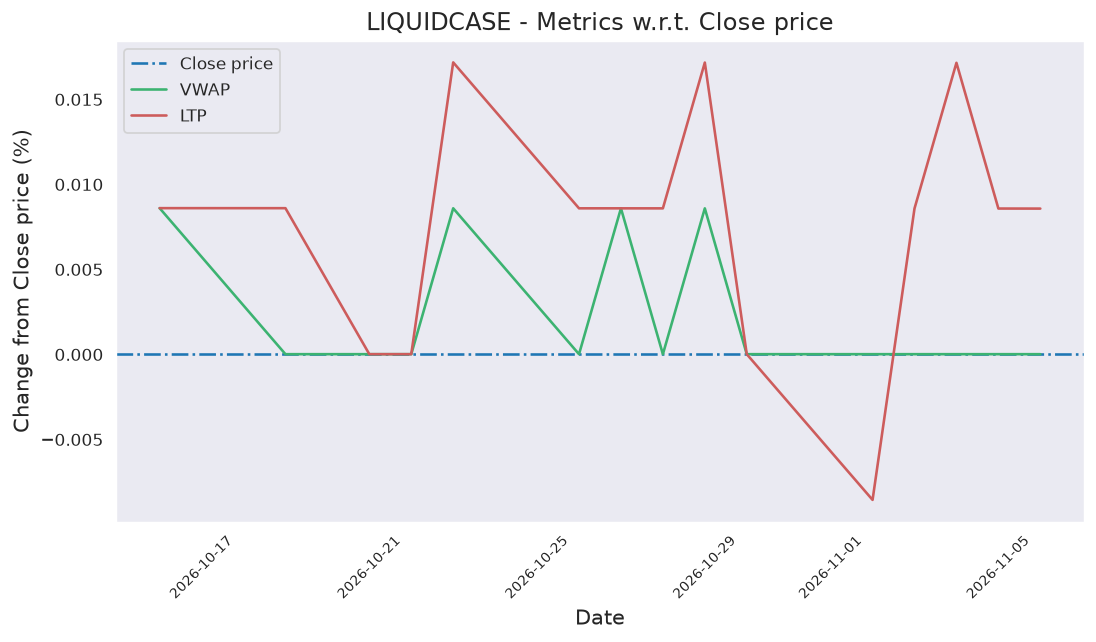 LIQUIDCASE - Metrics w.r.t. Close price
Close price
VWAP
LTP
Change from Close price (%)
0.015
0.010
0.005
0.000
−0.005
2026-10-17
2026-10-21
2026-10-25
2026-10-29
2026-11-01
2026-11-05
Date